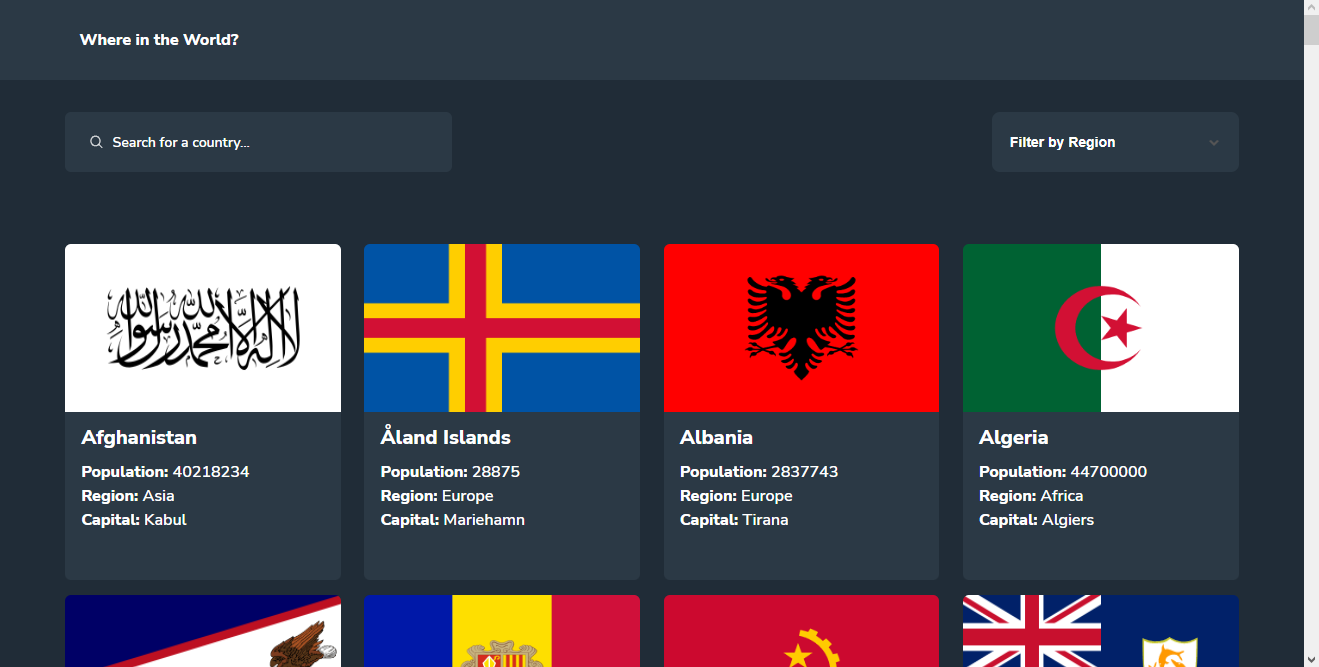 Where in the World?
Search for a country...
Filter by Region
لا إله إلا الله محمد رسول الله
Afghanistan
Population: 40218234
Region: Asia
Capital: Kabul
Åland Islands
Population: 28875
Region: Europe
Capital: Mariehamn
Albania
Population: 2837743
Region: Europe
Capital: Tirana
Algeria
Population: 44700000
Region: Africa
Capital: Algiers